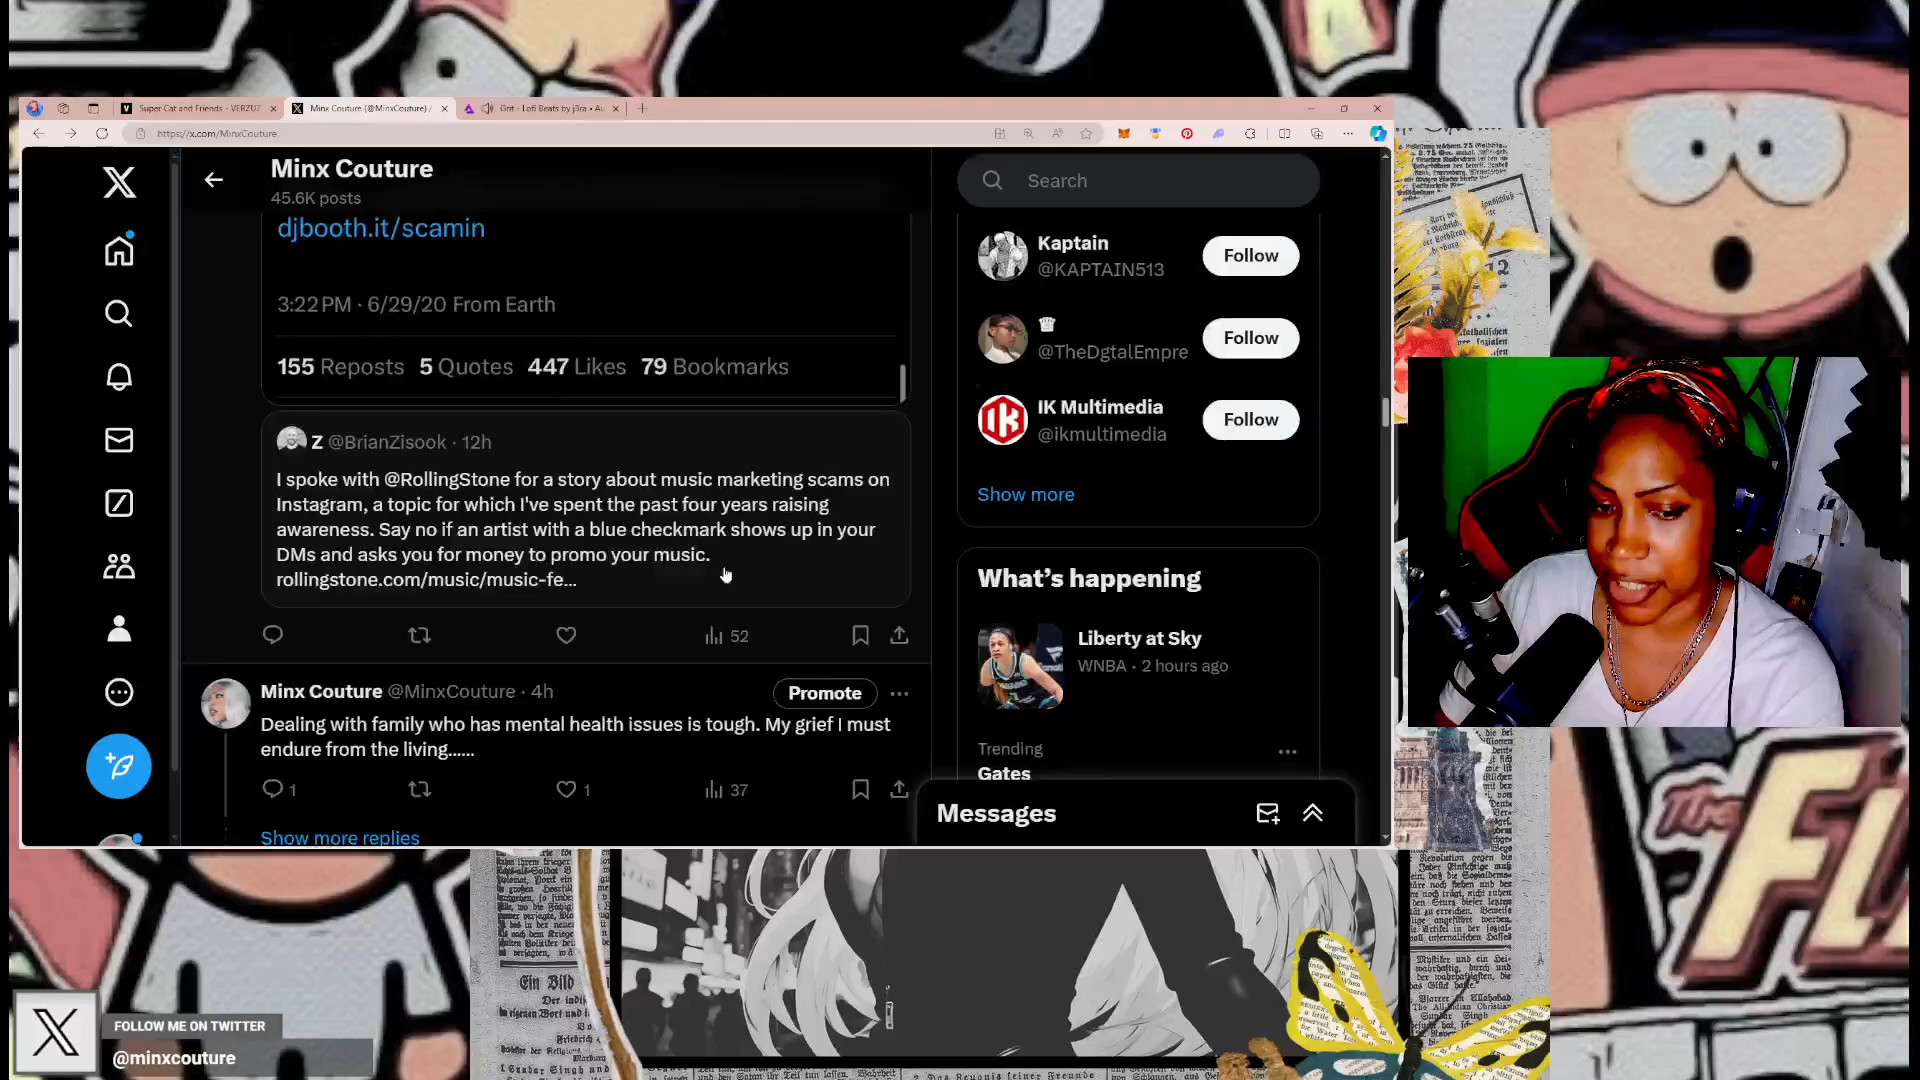 Super Cat and Friends - VERZUZ
Minx Couture (@MinxCouture) /
Grit - Lofi Beats by j3ra • Au
https://x.com/MinxCouture
Minx Couture
45.6K posts
djbooth.it/scamin
3:22 PM · 6/29/20 From Earth
155 Reposts 5 Quotes 447 Likes 79 Bookmarks
Z @BrianZisook · 12h
I spoke with @RollingStone for a story about music marketing scams on
Instagram, a topic for which I've spent the past four years raising
awareness. Say no if an artist with a blue checkmark shows up in your
DMs and asks you for money to promo your music.
rollingstone.com/music/music-fe...
52
Minx Couture @MinxCouture · 4h
Promote
Dealing with family who has mental health issues is tough. My grief I must
endure from the living......
1
1
37
Show more replies
Search
Kaptain
@KAPTAIN513
Follow
@TheDgtalEmpre
Follow
IK Multimedia
@ikmultimedia
Follow
Show more
What's happening
Liberty at Sky
WNBA · 2 hours ago
Trending
Gates
Messages
Ein Bild
The
FL
X
FOLLOW ME ON TWITTER
@minxcouture